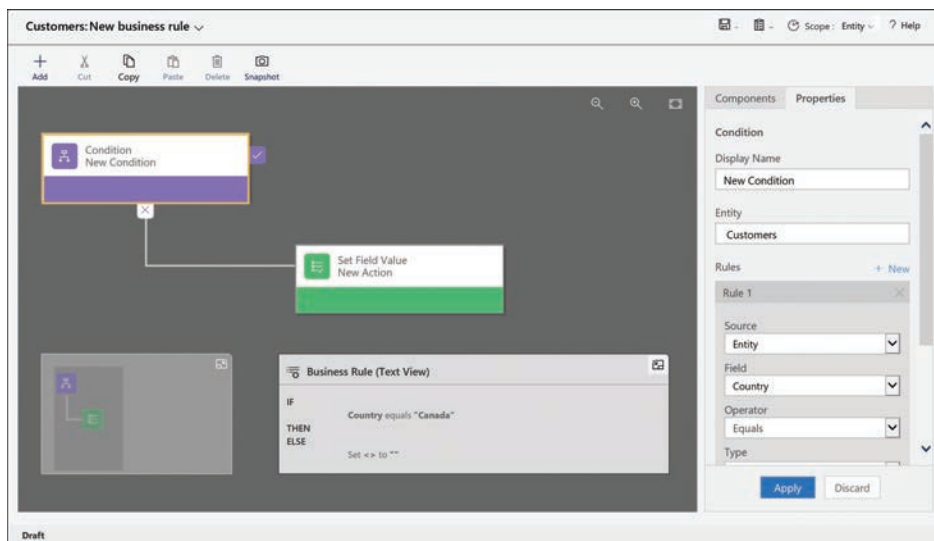 Customers: New business rule
Scope : Entity
? Help
Add
Cut
Copy
Paste
Delete
Snapshot
Condition
New Condition
Set Field Value
New Action
Business Rule (Text View)
IF
Country equals "Canada"
THEN
ELSE
Set <> to ""
Components
Properties
Condition
Display Name
New Condition
Entity
Customers
Rules
+ New
Rule 1
Source
Entity
Field
Country
Operator
Equals
Type
Apply
Discard
Draft